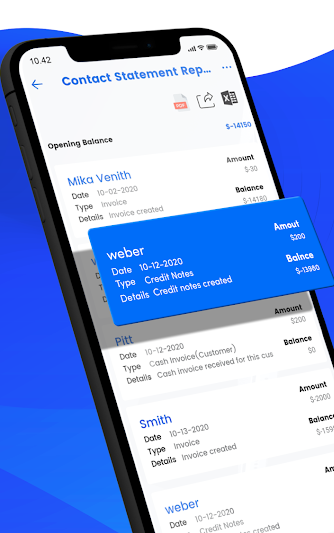 10.42
Contact Statement Rep...
PDF
Opening Balance
$-14150
Mika Venith
Amount
Date 10-02-2020
$-30
Type Invoice
Balance
Details Invoice created
$-14180
weber
Amout
Date 10-12-2020
$200
Type Credit Notes
Balnce
Details Credit notes created
$-13980
Pitt
Amount
Date 10-12-2020
$200
Type Cash Invoice(Customer)
Balance
Details Cash invoice received for this cus
$0
Smith
Amount
Date 10-13-2020
$-2000
Type Invoice
Balance
Details Invoice created
$-159
weber
Am
Date 10-12-2020
Type Credit Notes